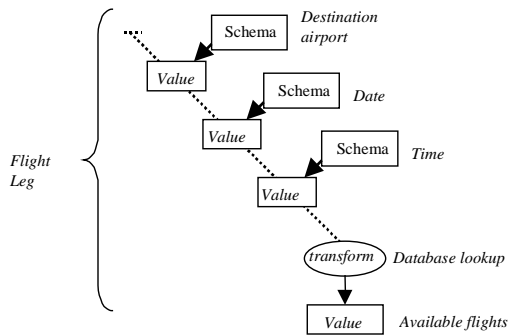 Destination
airport
Schema
Value
Schema
Date
Value
Schema
Time
Value
Flight
Leg
transform
Database lookup
Value
Available flights